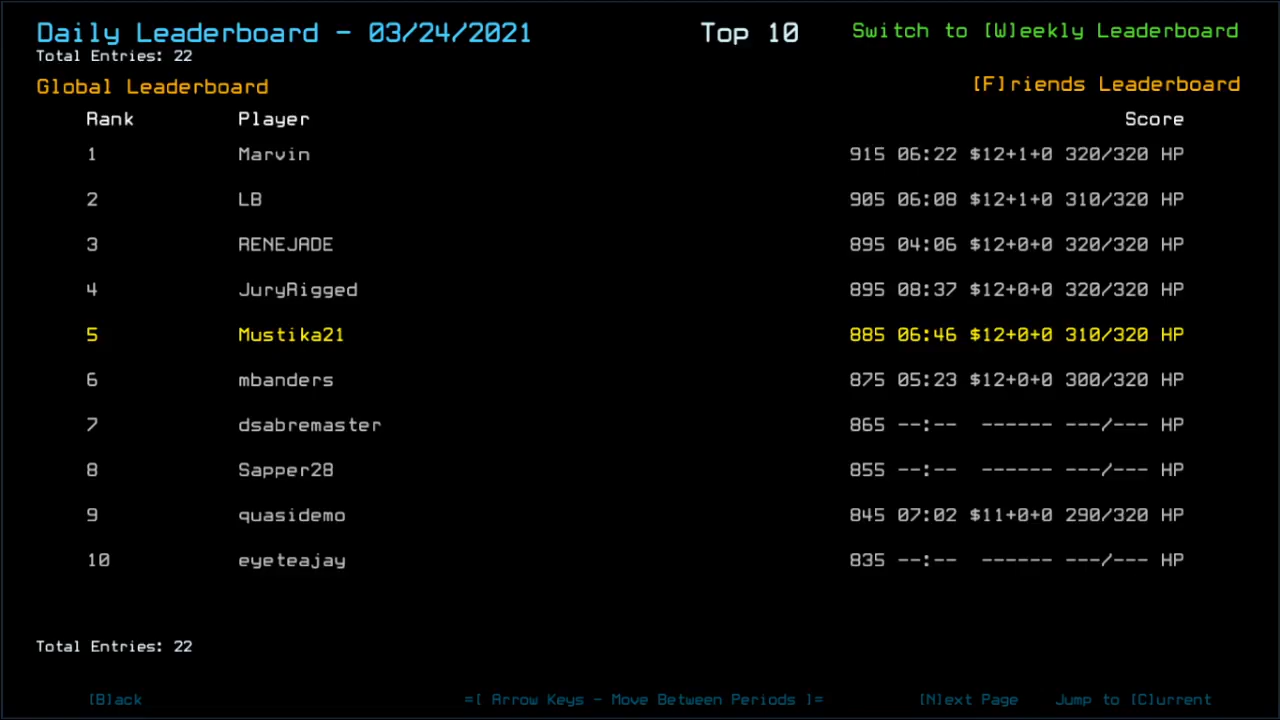 Daily Leaderboard - 03/24/2021 Top 10 Switch to [W]eekly Leaderboard
Total Entries: 22
Global Leaderboard [F]riends Leaderboard
Rank Player Score
1 Marvin 915 06:22 $12+1+0 320/320 HP
2 LB 905 06:08 $12+1+0 310/320 HP
3 RENEJADE 895 04:06 $12+0+0 320/320 HP
4 JuryRigged 895 08:37 $12+0+0 320/320 HP
5 Mustika21 885 06:46 $12+0+0 310/320 HP
6 mbanders 875 05:23 $12+0+0 300/320 HP
7 dsabremaster 865 --:-- ------ ---/--- HP
8 Sapper28 855 --:-- ------ ---/--- HP
9 quasidemo 845 07:02 $11+0+0 290/320 HP
10 eyeteajay 835 --:-- ------ ---/--- HP
Total Entries: 22
[B]ack =[ Arrow Keys - Move Between Periods ]= [N]ext Page Jump to [C]urrent